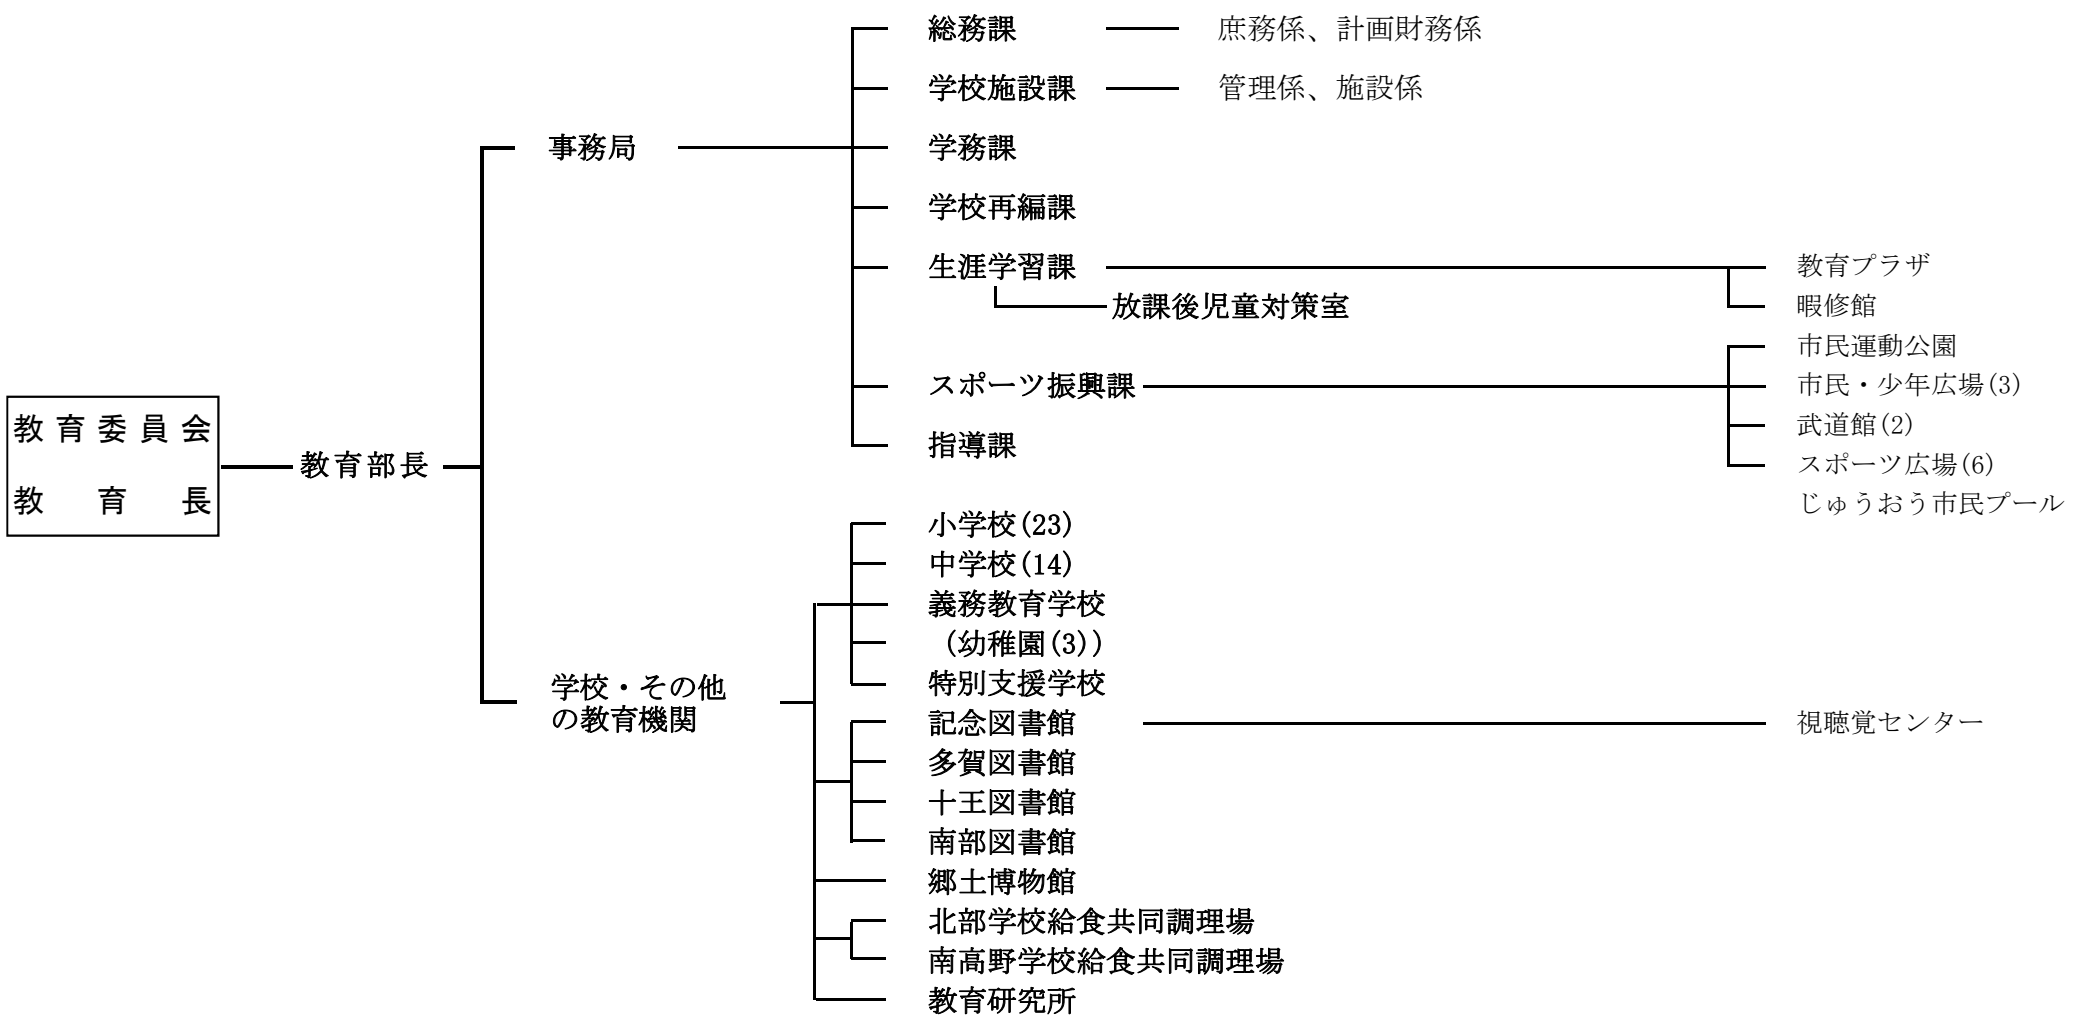 総務課 庶務係、計画財務係
学校施設課 管理係、施設係
事務局 学務課
学校再編課
生涯学習課 教育プラザ
放課後児童対策室 暇修館
市民運動公園
スポーツ振興課 市民・少年広場(3)
教育委員会
武道館(2)
指導課
教育部長 スポーツ広場(6)
教育長
じゅうおう市民プール
小学校(23)
中学校(14)
義務教育学校
(幼稚園(3))
学校・その他
の教育機関
特別支援学校
記念図書館 視聴覚センター
多賀図書館
十王図書館
南部図書館
郷土博物館
北部学校給食共同調理場
南高野学校給食共同調理場
教育研究所